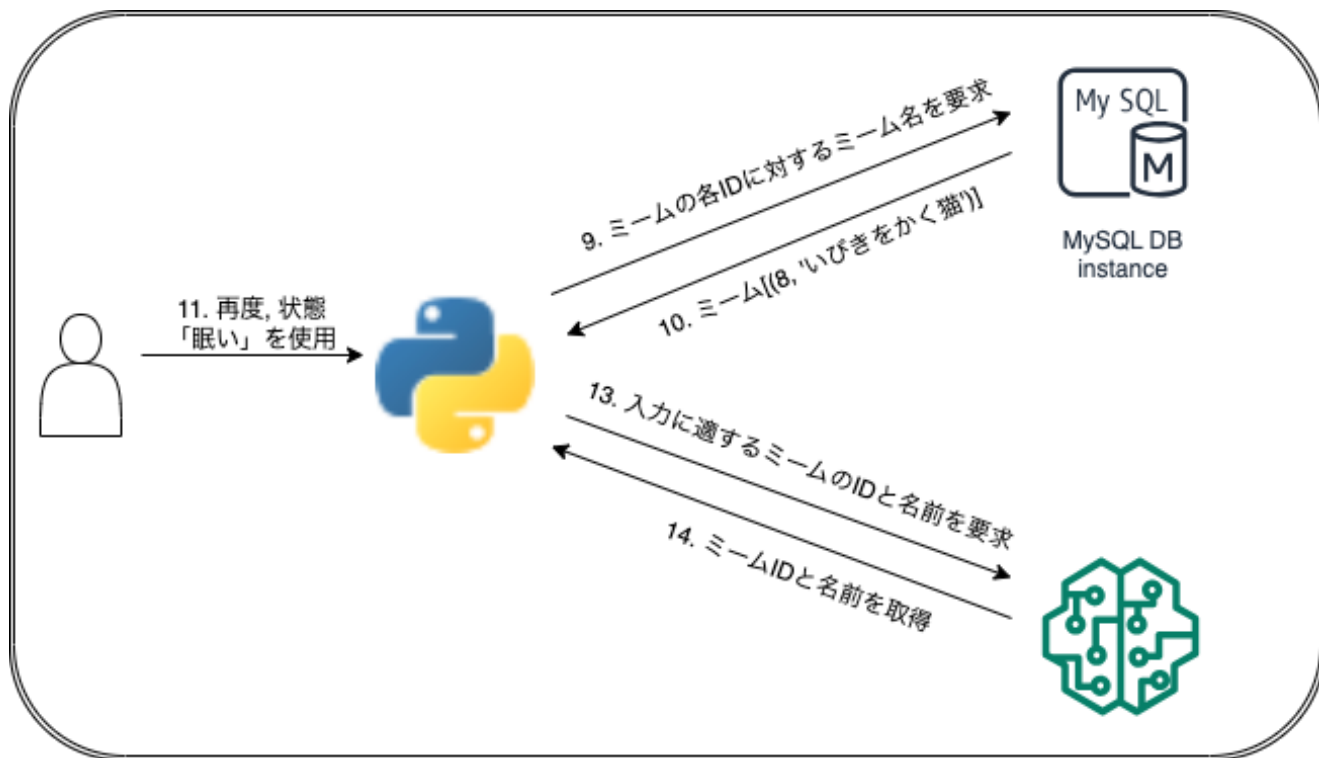 My SQL
M
MySQL DB
instance
9. ミームの各IDに対するミーム名を要求
10. ミーム[(8, 'いびきをかく猫')]
11. 再度, 状態
「眠い」を使用
13. 入力に適するミームのIDと名前を要求
14. ミームIDと名前を取得